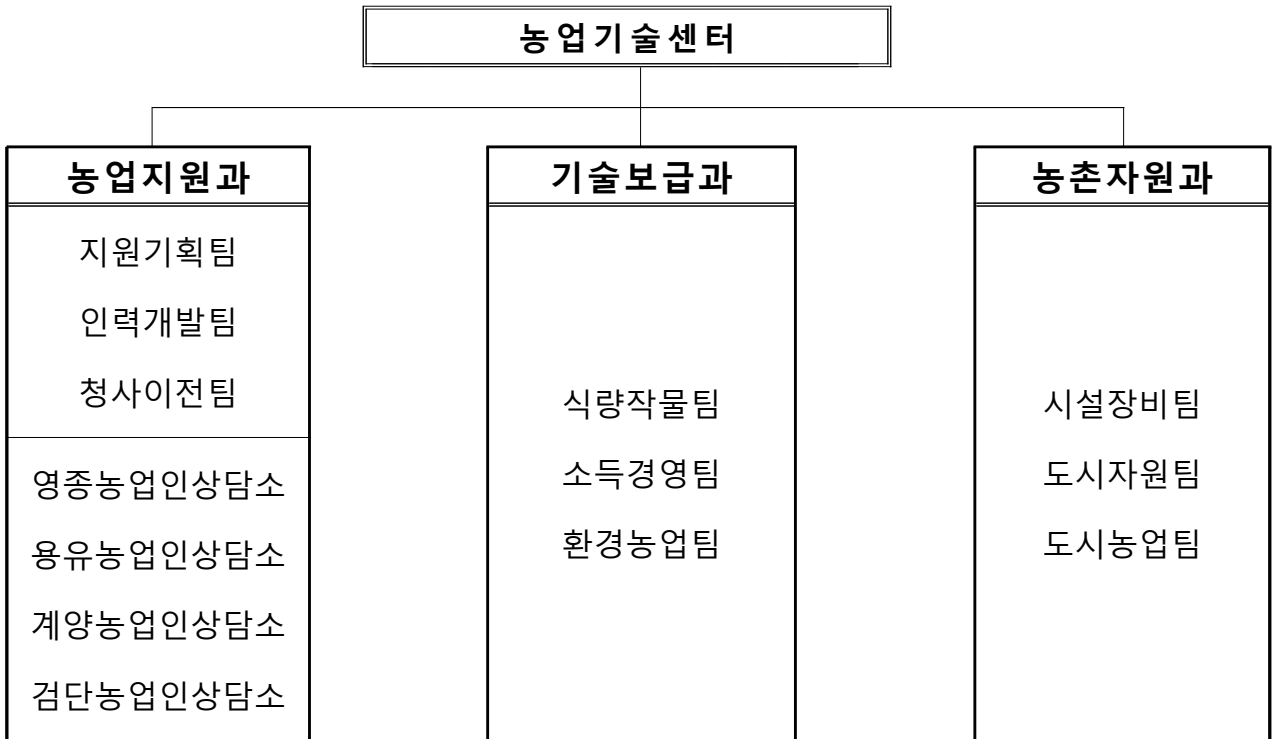 농업기술센터
농업지원과
지원기획팀
인력개발팀
청사이전팀
영종농업인상담소
용유농업인상담소
계양농업인상담소
검단농업인상담소
기술보급과
식량작물팀
소득경영팀
환경농업팀
농촌자원과
시설장비팀
도시자원팀
도시농업팀